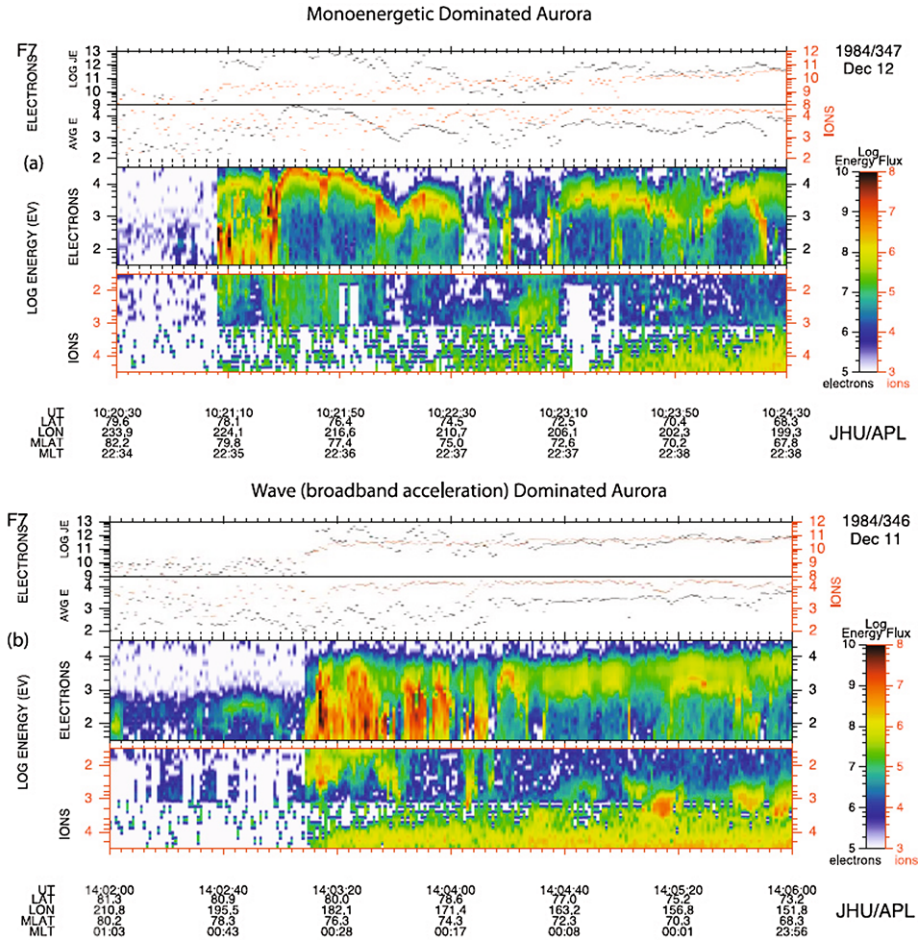 Monoenergetic Dominated Aurora
F7
1984/347
Dec 12
ELECTRONS
LOG JE
13
12
11
10
9
12
11
10
9
8
AVG E
4
3
2
4
3
2
IONS
(a)
LOG ENERGY (EV)
ELECTRONS
4
3
2
IONS
2
3
4
2
3
4
Log
Energy Flux
10 8
9 7
8 6
7 5
6 4
5 3
electrons ions
UT 10:20:30 10:21:10 10:21:50 10:22:30 10:23:10 10:23:50 10:24:30
LAT 79.6 78.1 76.4 74.5 72.5 70.4 68.3
LON 233.9 224.1 216.6 210.7 206.1 202.3 199.3
MLAT 82.2 79.8 77.4 75.0 72.6 70.2 67.8
MLT 22:34 22:35 22:36 22:37 22:37 22:38 22:38
JHU/APL
Wave (broadband acceleration) Dominated Aurora
F7
1984/346
Dec 11
ELECTRONS
LOG JE
13
12
11
10
9
12
11
10
9
8
AVG E
4
3
2
4
3
2
IONS
(b)
LOG ENERGY (EV)
ELECTRONS
4
3
2
IONS
2
3
4
Log
Energy Flux
10 8
9 7
8 6
7 5
6 4
5 3
electrons ions
UT 14:02:00 14:02:40 14:03:20 14:04:00 14:04:40 14:05:20 14:06:00
LAT 81.3 80.9 80.0 78.6 77.0 75.2 73.2
LON 210.8 195.5 182.1 171.4 163.2 156.8 151.8
MLAT 80.2 78.3 76.3 74.3 72.3 70.3 68.3
MLT 01:03 00:43 00:28 00:17 00:08 00:01 23:56
JHU/APL